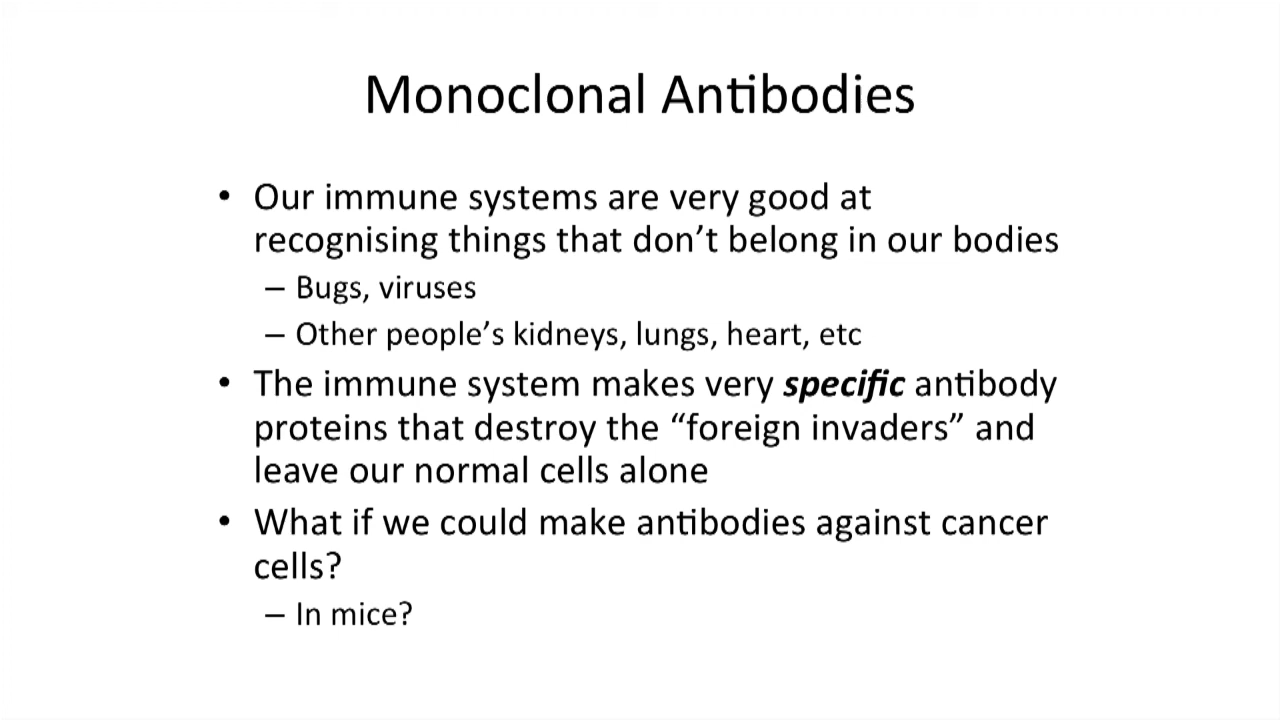 Monoclonal Antibodies
• Our immune systems are very good at
recognising things that don’t belong in our bodies
– Bugs, viruses
– Other people’s kidneys, lungs, heart, etc
• The immune system makes very specific antibody
proteins that destroy the “foreign invaders” and
leave our normal cells alone
• What if we could make antibodies against cancer
cells?
– In mice?